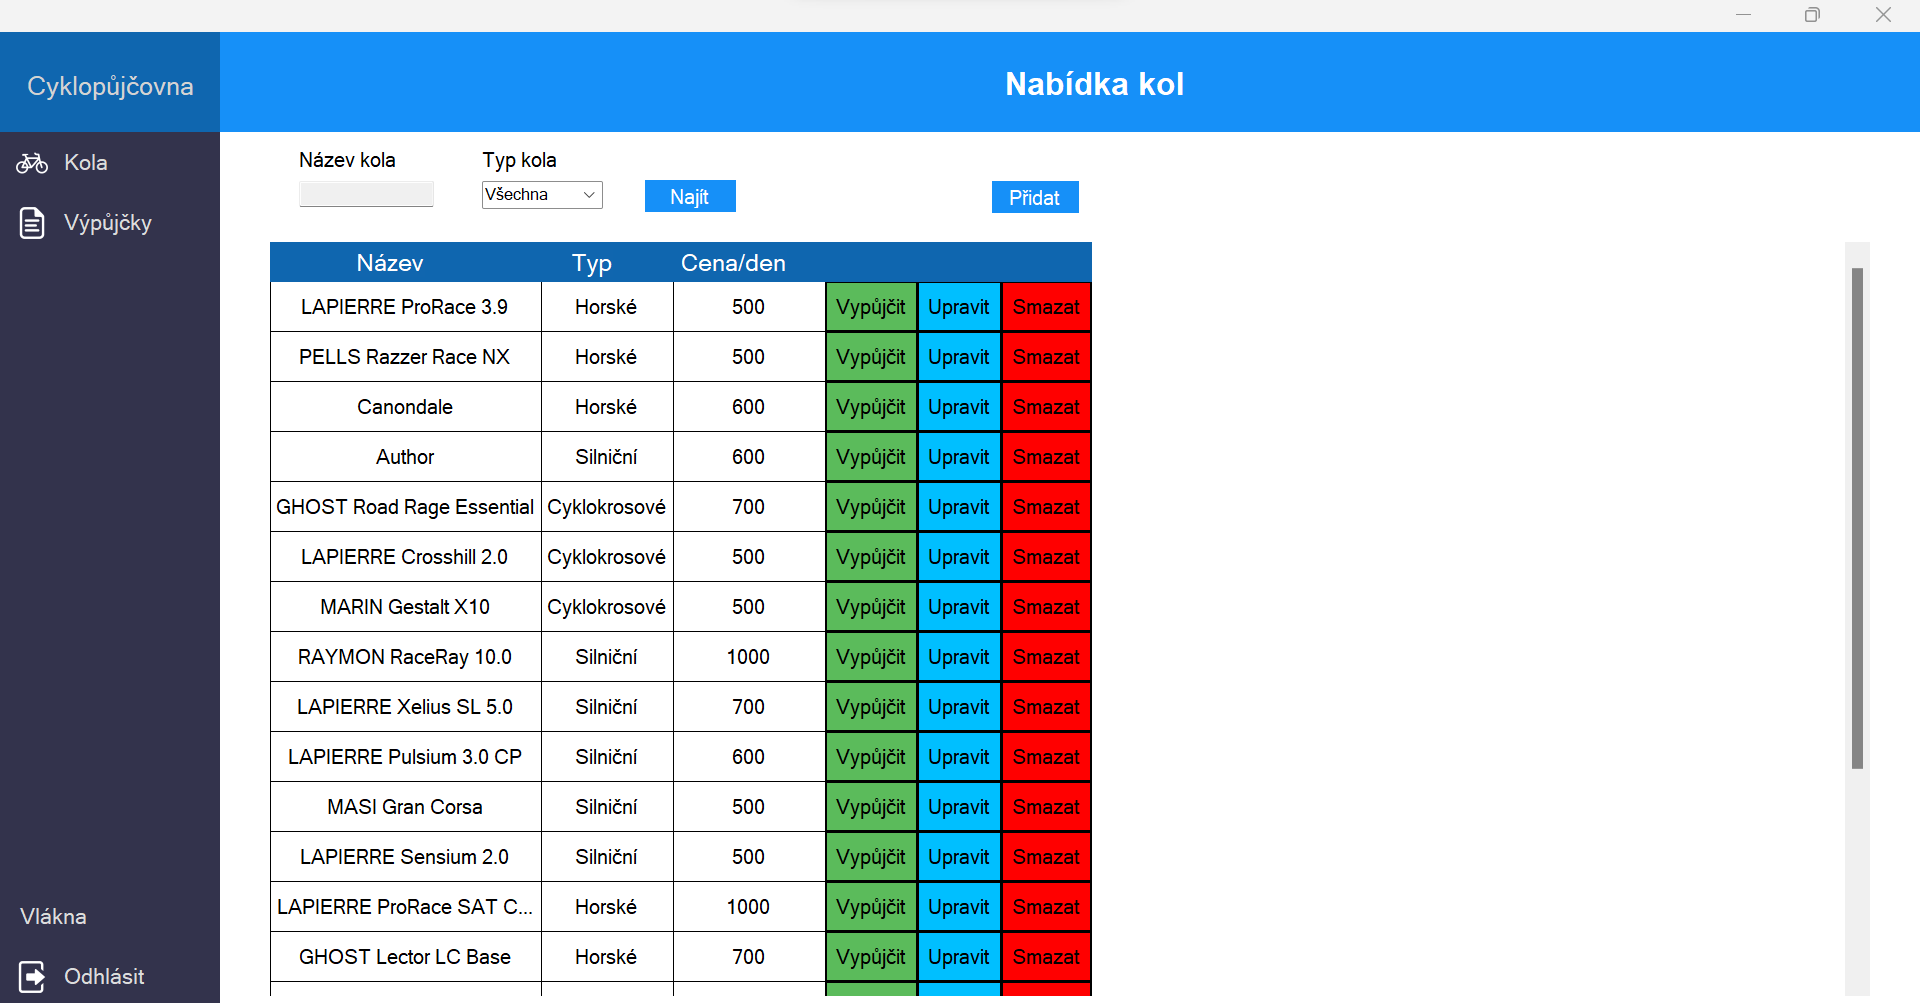 Cyklopůjčovna
Nabídka kol
Kola
Výpůjčky
Název kola
Typ kola
Všechna
Najít
Přidat
Název Typ Cena/den
LAPIERRE ProRace 3.9 Horské 500 Vypůjčit Upravit Smazat
PELLS Razzer Race NX Horské 500 Vypůjčit Upravit Smazat
Canondale Horské 600 Vypůjčit Upravit Smazat
Author Silniční 600 Vypůjčit Upravit Smazat
GHOST Road Rage Essential Cyklokrosové 700 Vypůjčit Upravit Smazat
LAPIERRE Crosshill 2.0 Cyklokrosové 500 Vypůjčit Upravit Smazat
MARIN Gestalt X10 Cyklokrosové 500 Vypůjčit Upravit Smazat
RAYMON RaceRay 10.0 Silniční 1000 Vypůjčit Upravit Smazat
LAPIERRE Xelius SL 5.0 Silniční 700 Vypůjčit Upravit Smazat
LAPIERRE Pulsium 3.0 CP Silniční 600 Vypůjčit Upravit Smazat
MASI Gran Corsa Silniční 500 Vypůjčit Upravit Smazat
LAPIERRE Sensium 2.0 Silniční 500 Vypůjčit Upravit Smazat
LAPIERRE ProRace SAT C... Horské 1000 Vypůjčit Upravit Smazat
GHOST Lector LC Base Horské 700 Vypůjčit Upravit Smazat
Vlákna
Odhlásit